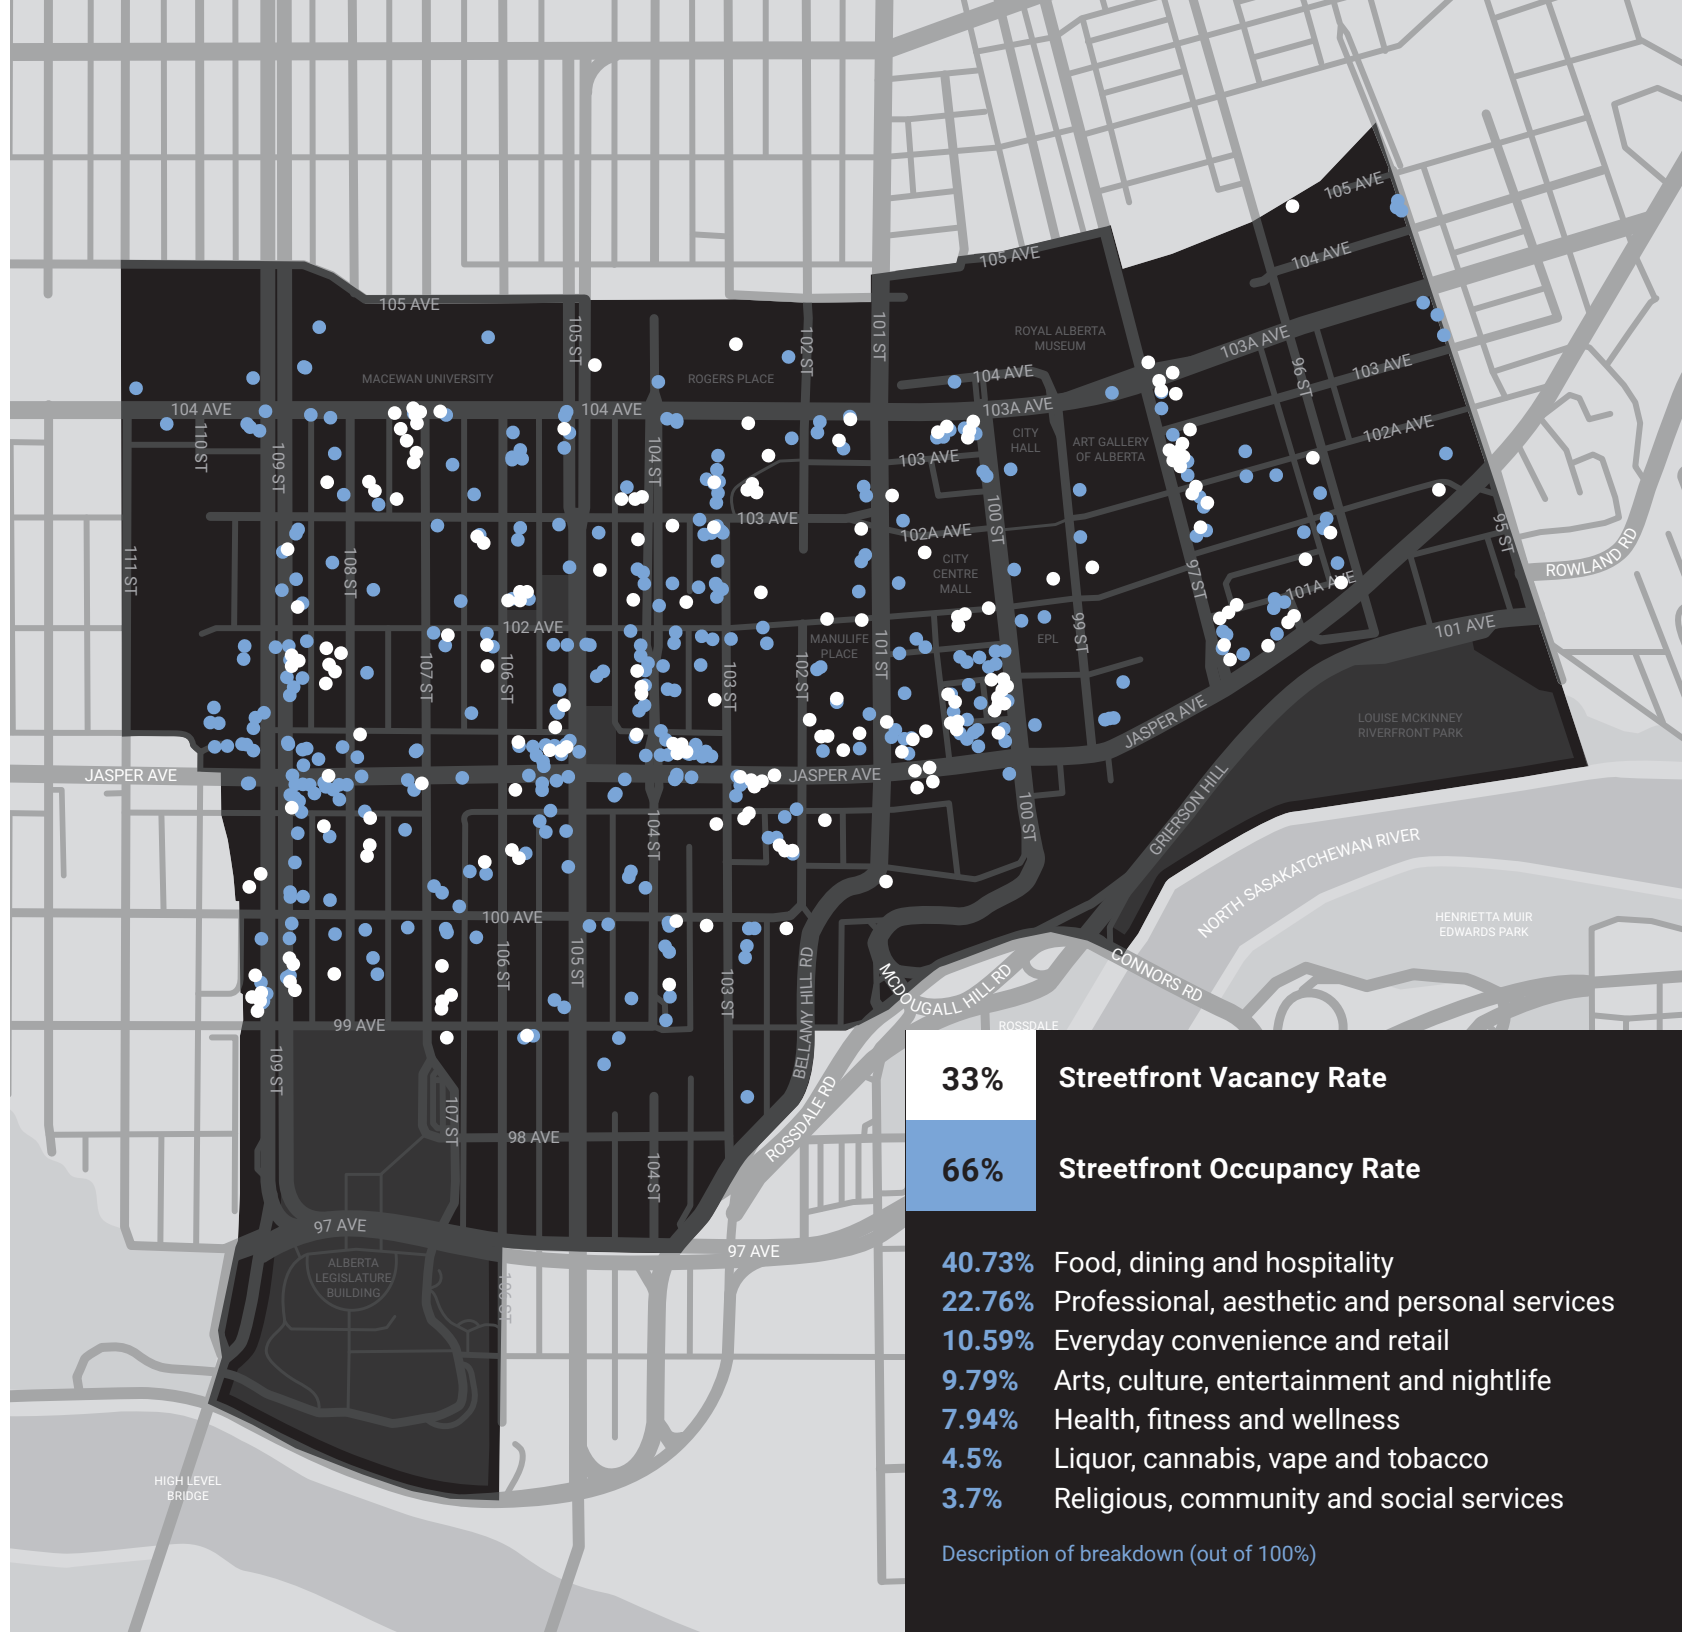 105 AVE
104 AVE
105 AVE
105 AVE
103A AVE
103 AVE
102A AVE
101A AVE
101 AVE
95 ST
96 ST
97 ST
ROWLAND RD
105 ST
102 ST
101 ST
ROYAL ALBERTA
MUSEUM
MACEWAN UNIVERSITY
ROGERS PLACE
104 AVE
104 AVE
104 AVE
103A AVE
110 ST
109 ST
104 ST
CITY
HALL
ART GALLERY
OF ALBERTA
103 AVE
103 AVE
102A AVE
100 ST
111 ST
108 ST
CITY
CENTRE
MALL
102 AVE
MANULIFE
PLACE
101 ST
EPL
99 ST
107 ST
106 ST
103 ST
102 ST
JASPER AVE
JASPER AVE
JASPER AVE
LOUISE MCKINNEY
RIVERFRONT PARK
104 ST
100 ST
GRIERSON HILL
NORTH SASAKATCHEWAN RIVER
HENRIETTA MUIR
EDWARDS PARK
100 AVE
106 ST
105 ST
103 ST
BELLAMY HILL RD
MCDOUGALL HILL RD
CONNORS RD
99 AVE
ROSSDALE
109 ST
107 ST
98 AVE
104 ST
ROSSDALE RD
97 AVE
97 AVE
ALBERTA
LEGISLATURE
BUILDING
106 ST
HIGH LEVEL
BRIDGE
33% Streetfront Vacancy Rate
66% Streetfront Occupancy Rate
40.73% Food, dining and hospitality
22.76% Professional, aesthetic and personal services
10.59% Everyday convenience and retail
9.79% Arts, culture, entertainment and nightlife
7.94% Health, fitness and wellness
4.5% Liquor, cannabis, vape and tobacco
3.7% Religious, community and social services
Description of breakdown (out of 100%)